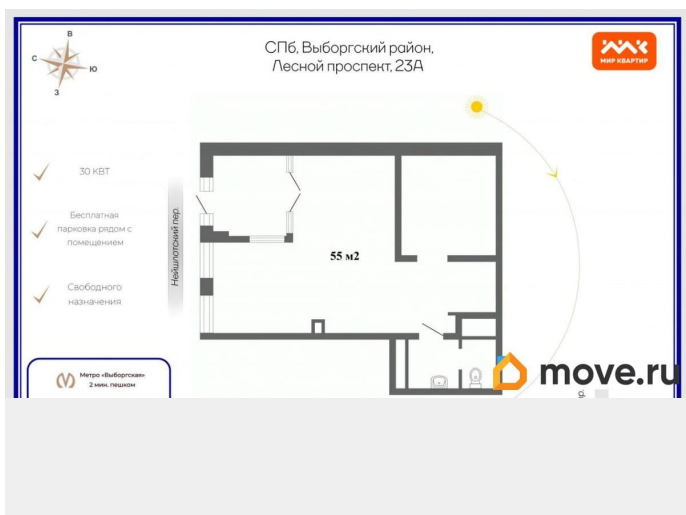 В
С
Ю
З
СПб, Выборгский район,
Лесной проспект, 23А
МИР КВАРТИР
30 КВТ
Бесплатная
парковка рядом с
помещением
Свободного
назначения
Нейшлотский пер.
55 м2
Метро «Выборгская»
2 мин. пешком
move.ru